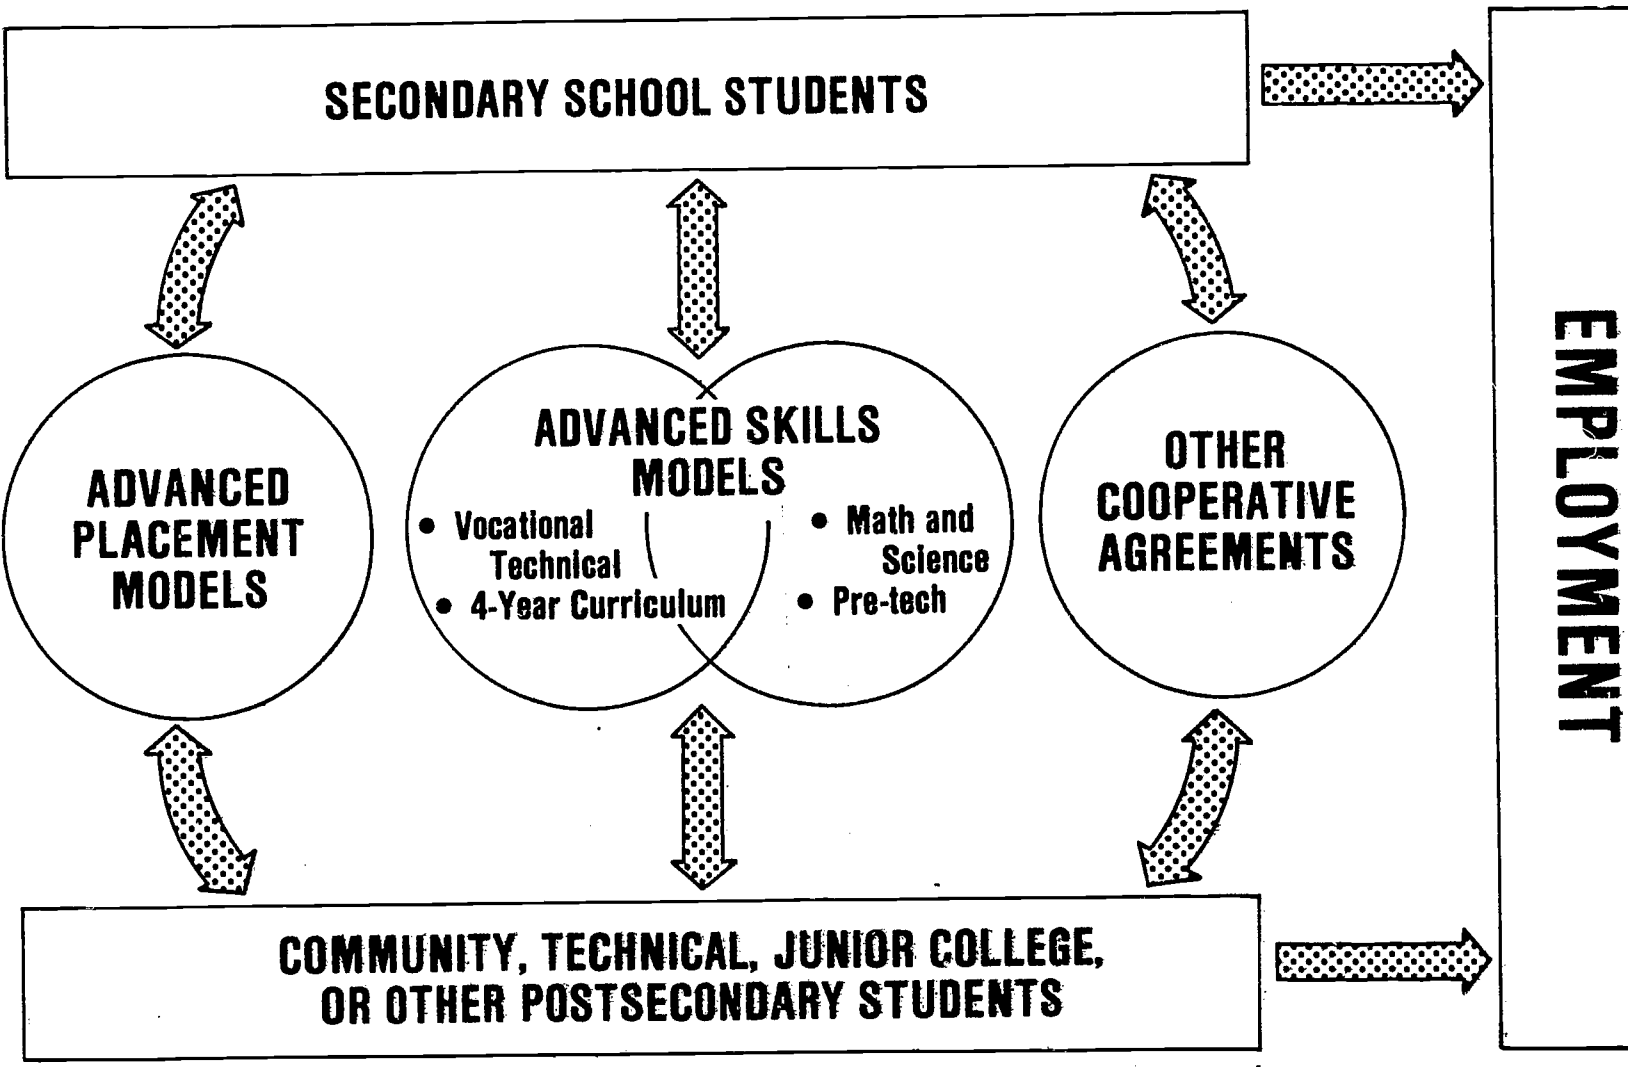 SECONDARY SCHOOL STUDENTS
ADVANCED
PLACEMENT
MODELS
ADVANCED SKILLS
MODELS
• Vocational
Technical
• 4-Year Curriculum
• Math and
Science
• Pre-tech
OTHER
COOPERATIVE
AGREEMENTS
COMMUNITY, TECHNICAL, JUNIOR COLLEGE,
OR OTHER POSTSECONDARY STUDENTS
EMPLOYMENT